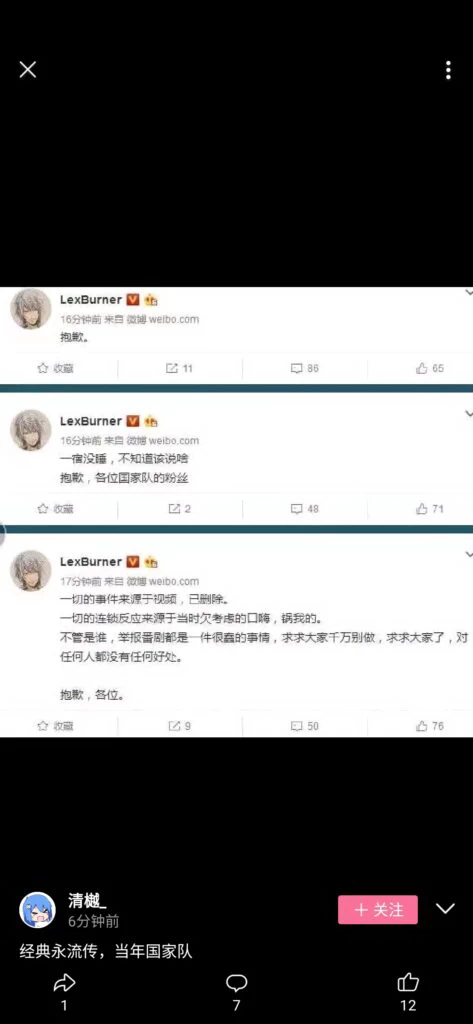 LexBurner
16分钟前 来自 微博 weibo.com
抱歉。
收藏
11
86
65
LexBurner
16分钟前 来自 微博 weibo.com
一宿没睡，不知道该说啥
抱歉，各位国家队的粉丝
收藏
2
48
71
LexBurner
17分钟前 来自 微博 weibo.com
一切的事件来源于视频，已删除。
一切的连锁反应来源于当时欠考虑的口嗨，锅我的。
不管是谁，举报番剧都是一件很蠢的事情，求求大家千万别做，求求大家了，对
任何人都没有任何好处。
抱歉，各位。
收藏
9
50
76
清樾_
6分钟前
＋ 关注
经典永流传，当年国家队
1
7
12